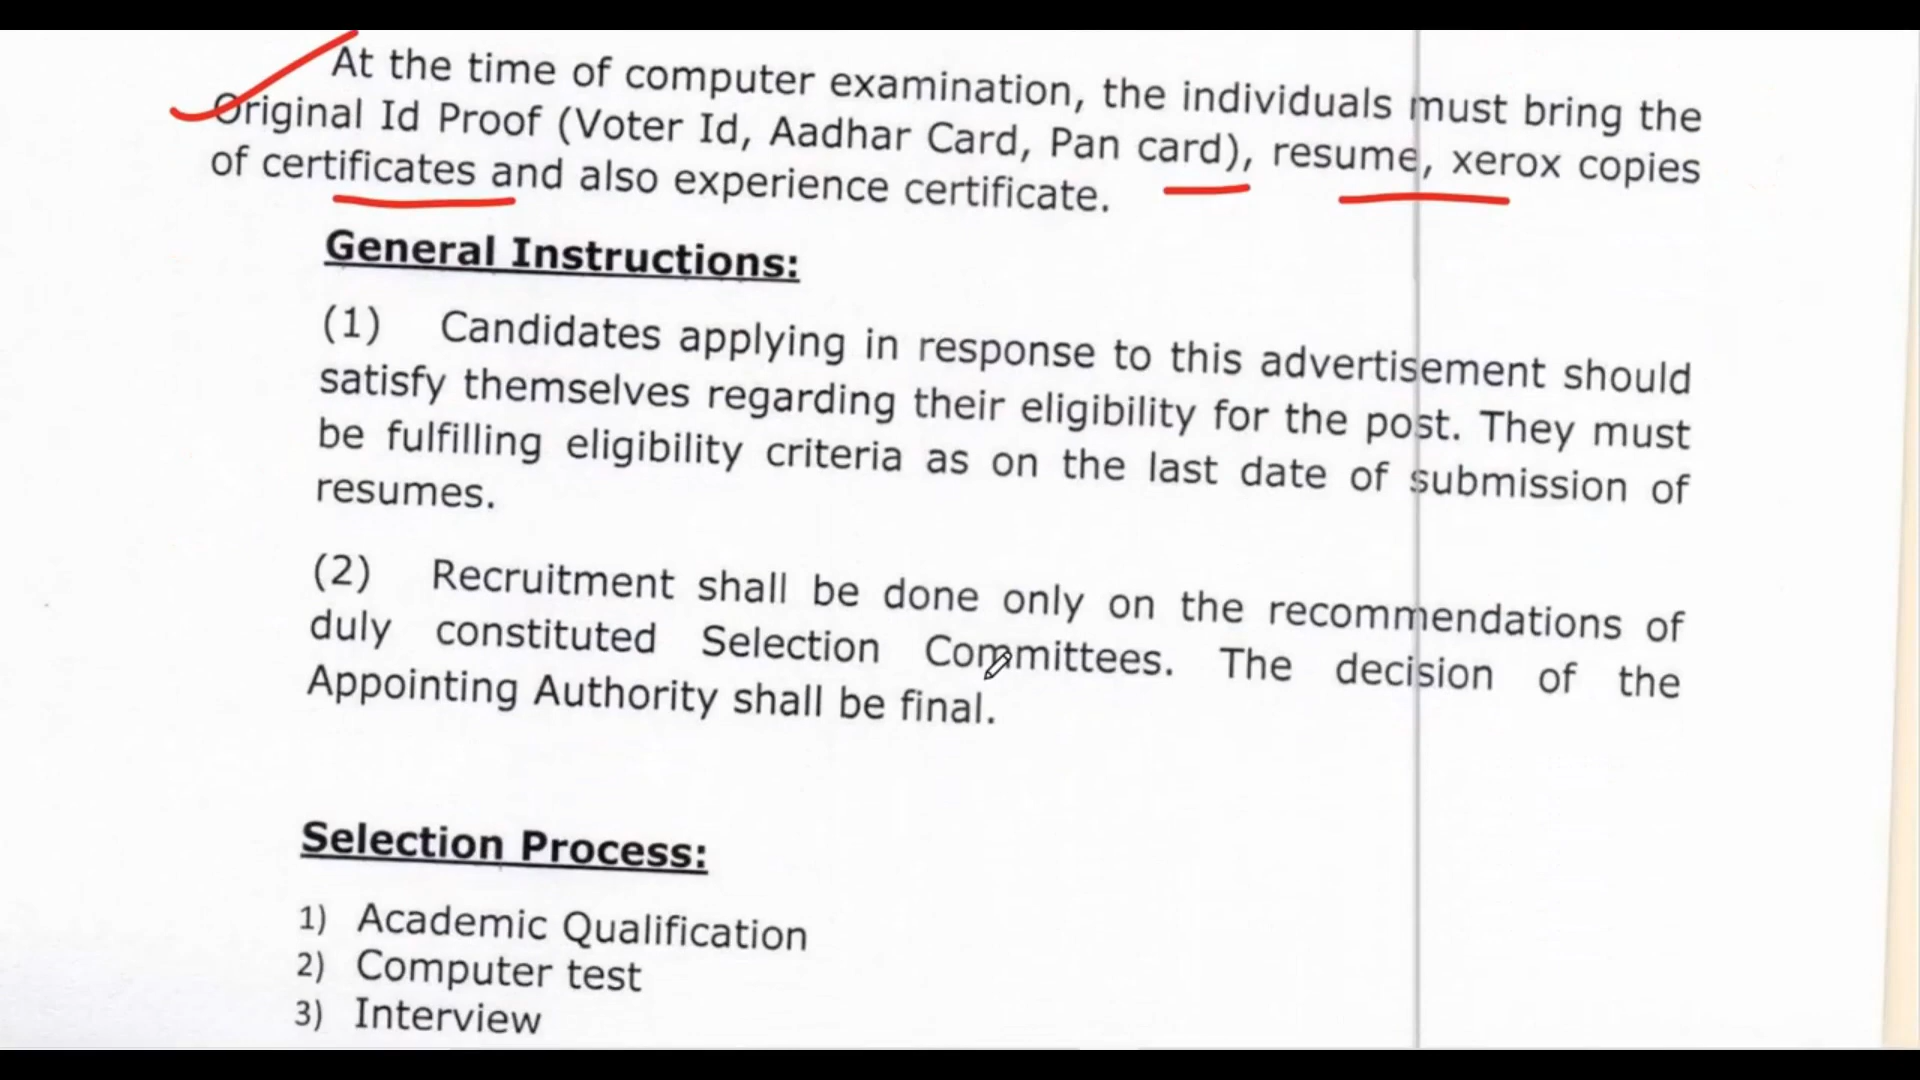 At the time of computer examination, the individuals must bring the
Original Id Proof (Voter Id, Aadhar Card, Pan card), resume, xerox copies
of certificates and also experience certificate.
General Instructions:
(1) Candidates applying in response to this advertisement should
satisfy themselves regarding their eligibility for the post. They must
be fulfilling eligibility criteria as on the last date of submission of
resumes.
(2) Recruitment shall be done only on the recommendations of
duly constituted Selection Committees. The decision of the
Appointing Authority shall be final.
Selection Process:
1) Academic Qualification
2) Computer test
3) Interview